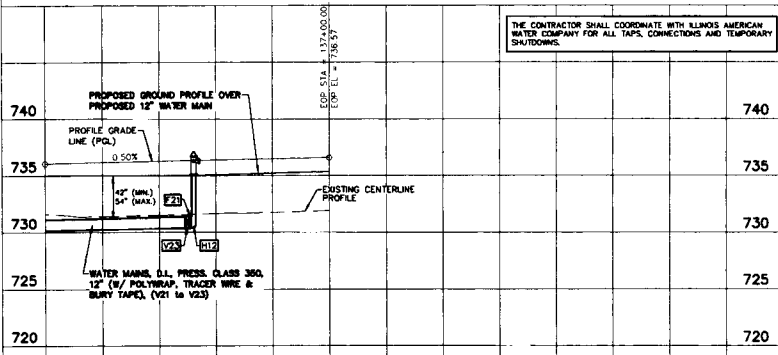 THE CONTRACTOR SHALL COORDINATE WITH ILLINOIS AMERICAN
WATER COMPANY FOR ALL TAPS, CONNECTIONS AND TEMPORARY
SHUTDOWNS.
EOP STA = 137+00.00
EOP EL = 736.57
PROPOSED GROUND PROFILE OVER
PROPOSED 12" WATER MAIN
740
740
PROFILE GRADE
LINE (PGL)
0.50%
735
735
42" (MIN.)
54" (MAX.)
F21
EXISTING CENTERLINE
PROFILE
730
730
V23
H12
WATER MAINS, D.I., PRESS. CLASS 350,
12" (W/ POLYWRAP, TRACER WIRE &
BURY TAPE), (V21 to V23)
725
725
720
720